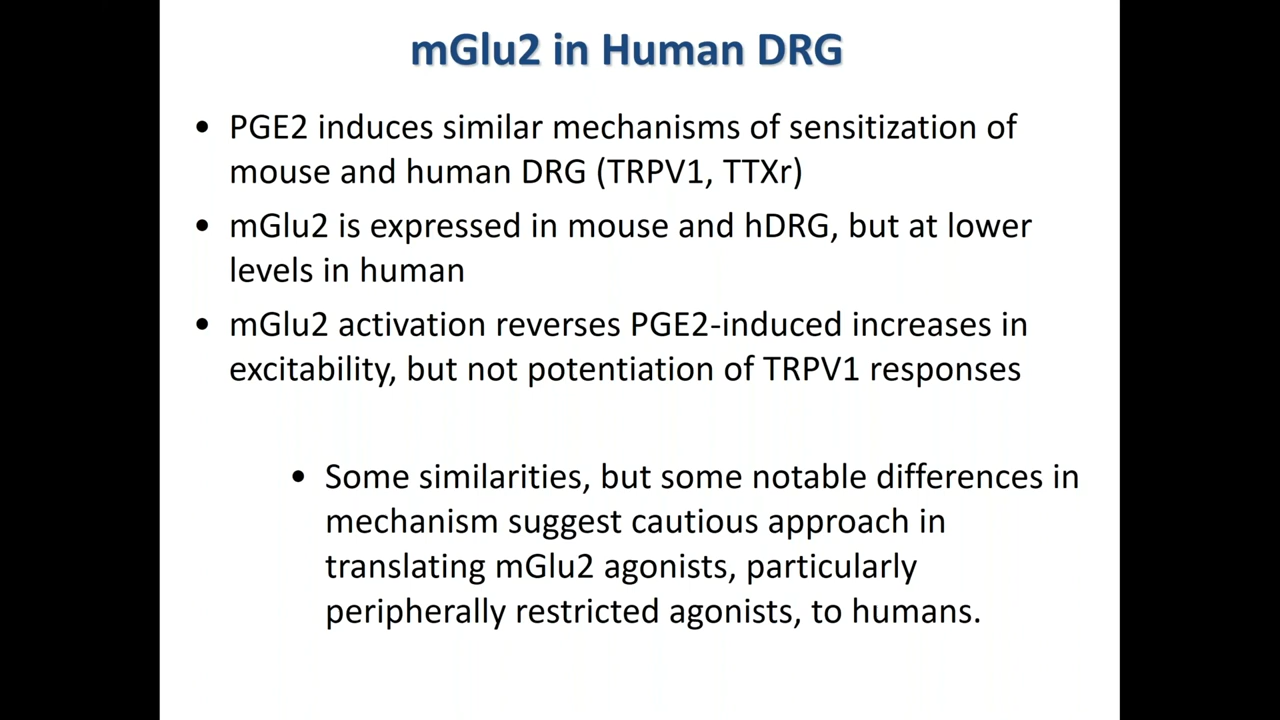 mGlu2 in Human DRG
• PGE2 induces similar mechanisms of sensitization of
mouse and human DRG (TRPV1, TTXr)
• mGlu2 is expressed in mouse and hDRG, but at lower
levels in human
• mGlu2 activation reverses PGE2-induced increases in
excitability, but not potentiation of TRPV1 responses
• Some similarities, but some notable differences in
mechanism suggest cautious approach in
translating mGlu2 agonists, particularly
peripherally restricted agonists, to humans.